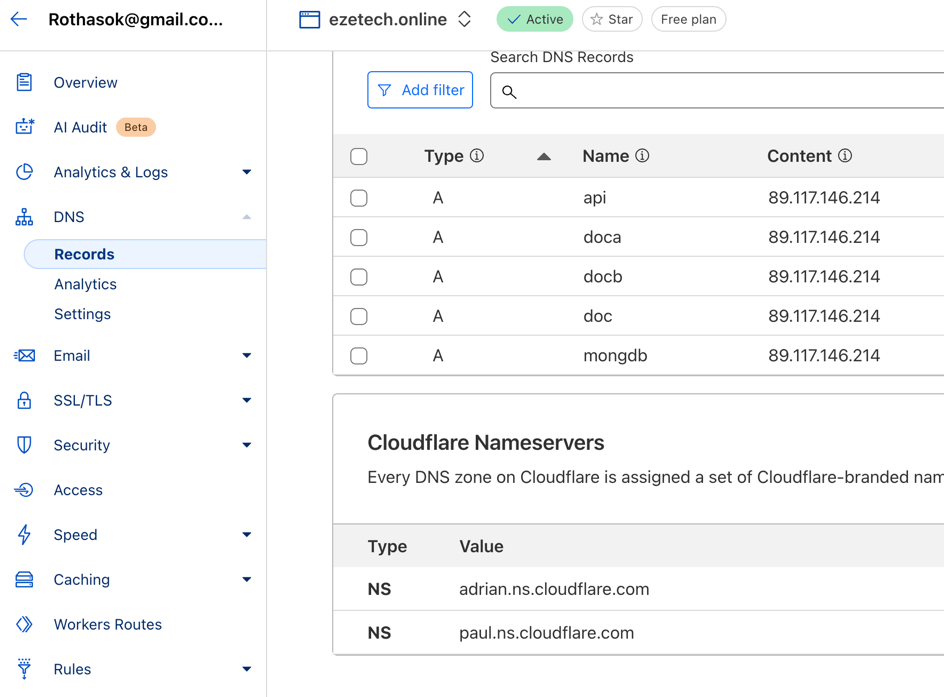 Rothasok@gmail.co...
ezetech.online
Active
Star
Free plan
Overview
AI Audit Beta
Analytics & Logs
DNS
Records
Analytics
Settings
Email
SSL/TLS
Security
Access
Speed
Caching
Workers Routes
Rules
Search DNS Records
Add filter
Type Name Content
A api 89.117.146.214
A doca 89.117.146.214
A docb 89.117.146.214
A doc 89.117.146.214
A mongdb 89.117.146.214
Cloudflare Nameservers
Every DNS zone on Cloudflare is assigned a set of Cloudflare-branded nam
Type Value
NS adrian.ns.cloudflare.com
NS paul.ns.cloudflare.com